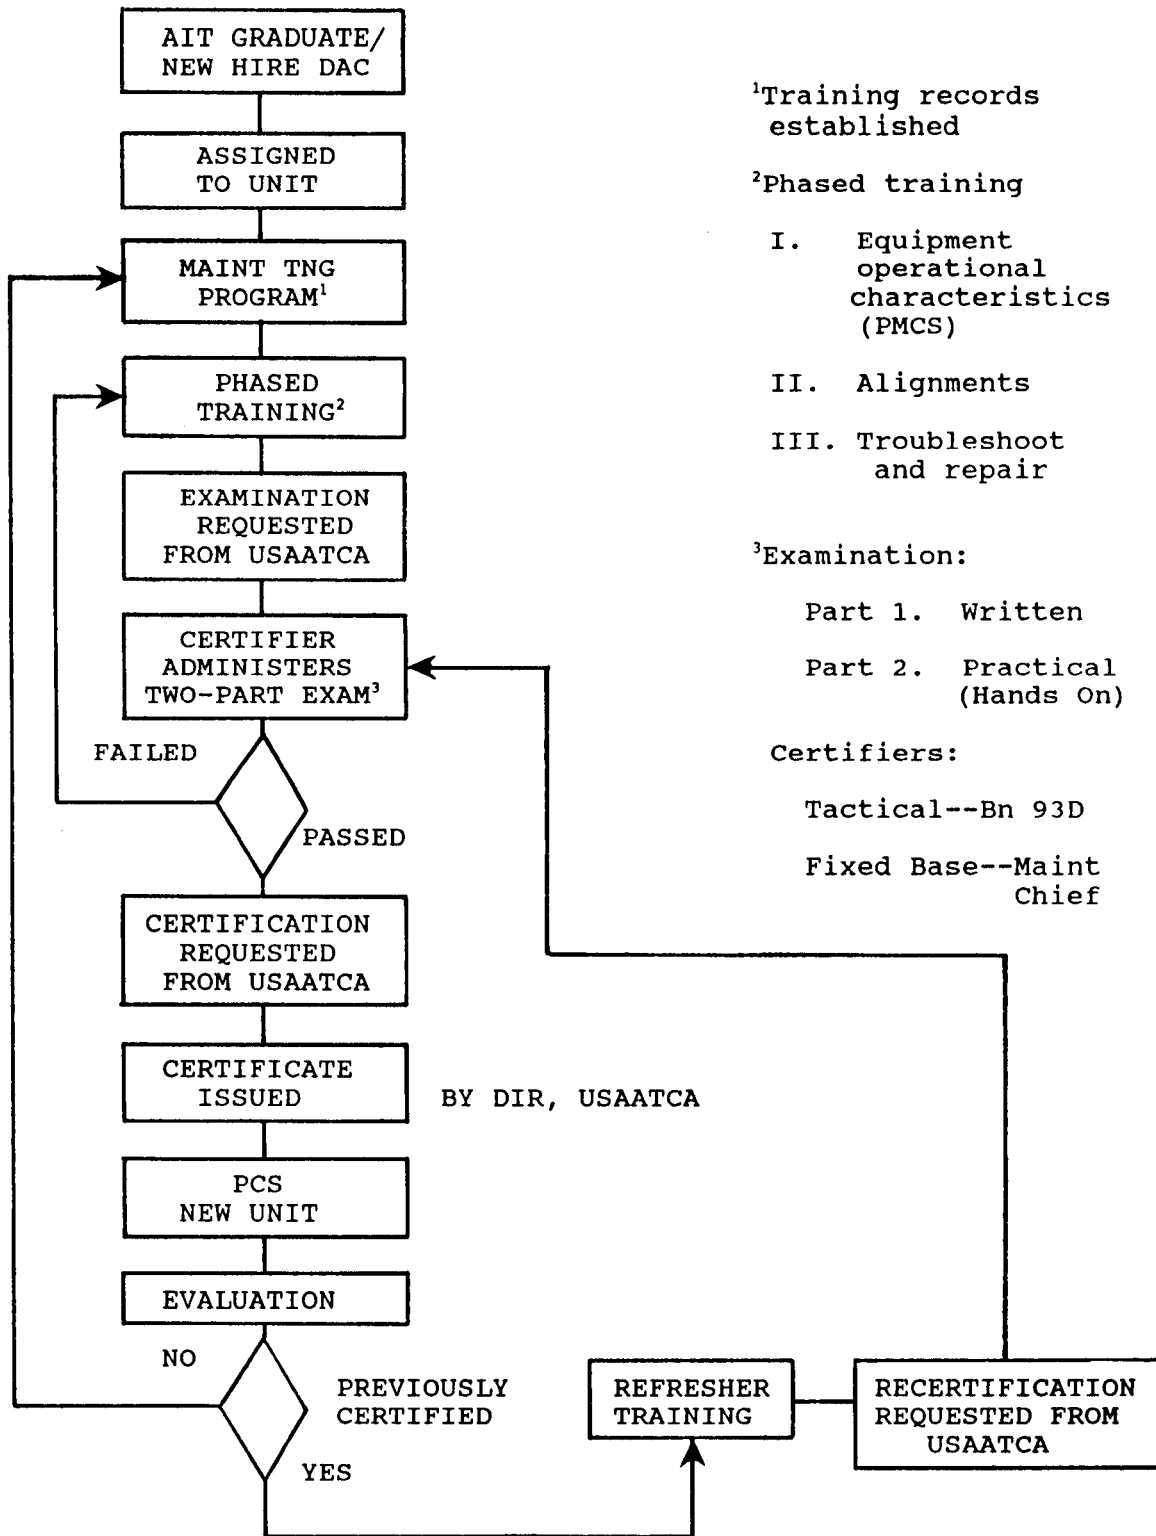 AIT GRADUATE/
NEW HIRE DAC
ASSIGNED
TO UNIT
MAINT TNG
PROGRAM¹
PHASED
TRAINING²
EXAMINATION
REQUESTED
FROM USAATCA
CERTIFIER
ADMINISTERS
TWO-PART EXAM³
FAILED
PASSED
CERTIFICATION
REQUESTED
FROM USAATCA
CERTIFICATE
ISSUED
BY DIR, USAATCA
PCS
NEW UNIT
EVALUATION
NO
PREVIOUSLY
CERTIFIED
YES
REFRESHER
TRAINING
RECERTIFICATION
REQUESTED FROM
USAATCA
¹Training records
established
²Phased training
I. Equipment
operational
characteristics
(PMCS)
II. Alignments
III. Troubleshoot
and repair
³Examination:
Part 1. Written
Part 2. Practical
(Hands On)
Certifiers:
Tactical--Bn 93D
Fixed Base--Maint
Chief